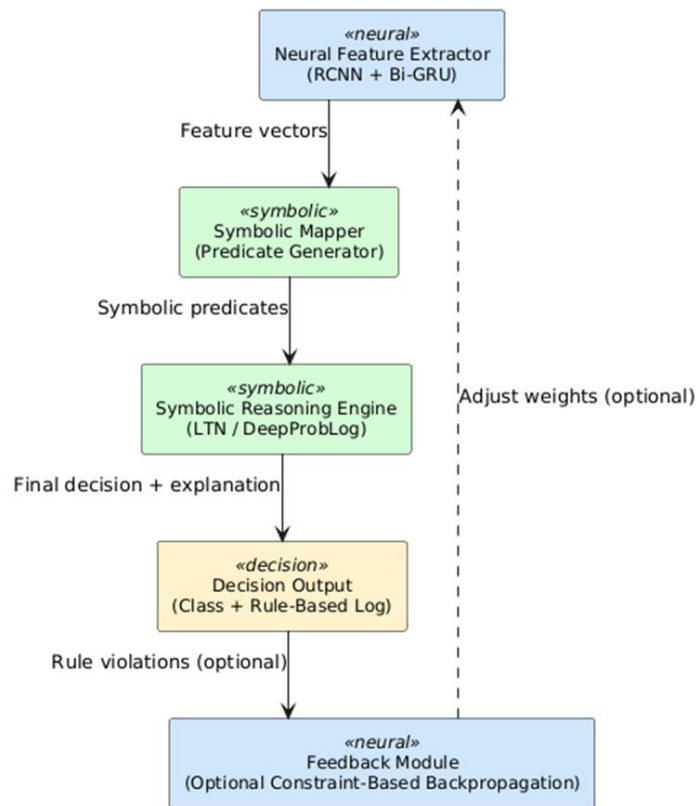 «neural»
Neural Feature Extractor
(RCNN + Bi-GRU)
Feature vectors
«symbolic»
Symbolic Mapper
(Predicate Generator)
Symbolic predicates
«symbolic»
Symbolic Reasoning Engine
(LTN / DeepProbLog)
Adjust weights (optional)
Final decision + explanation
«decision»
Decision Output
(Class + Rule-Based Log)
Rule violations (optional)
«neural»
Feedback Module
(Optional Constraint-Based Backpropagation)